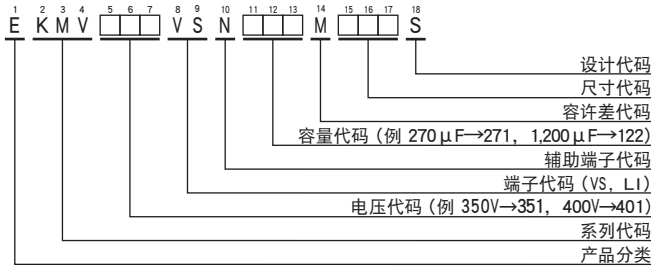 1 2 3 4 5 6 7 8 9 10 11 12 13 14 15 16 17 18
E KMV □□□ VS N □□□ M □□□ S
设计代码
尺寸代码
容许差代码
容量代码 (例 270μF→271, 1,200μF→122)
辅助端子代码
端子代码 (VS, LI)
电压代码 (例 350V→351, 400V→401)
系列代码
产品分类